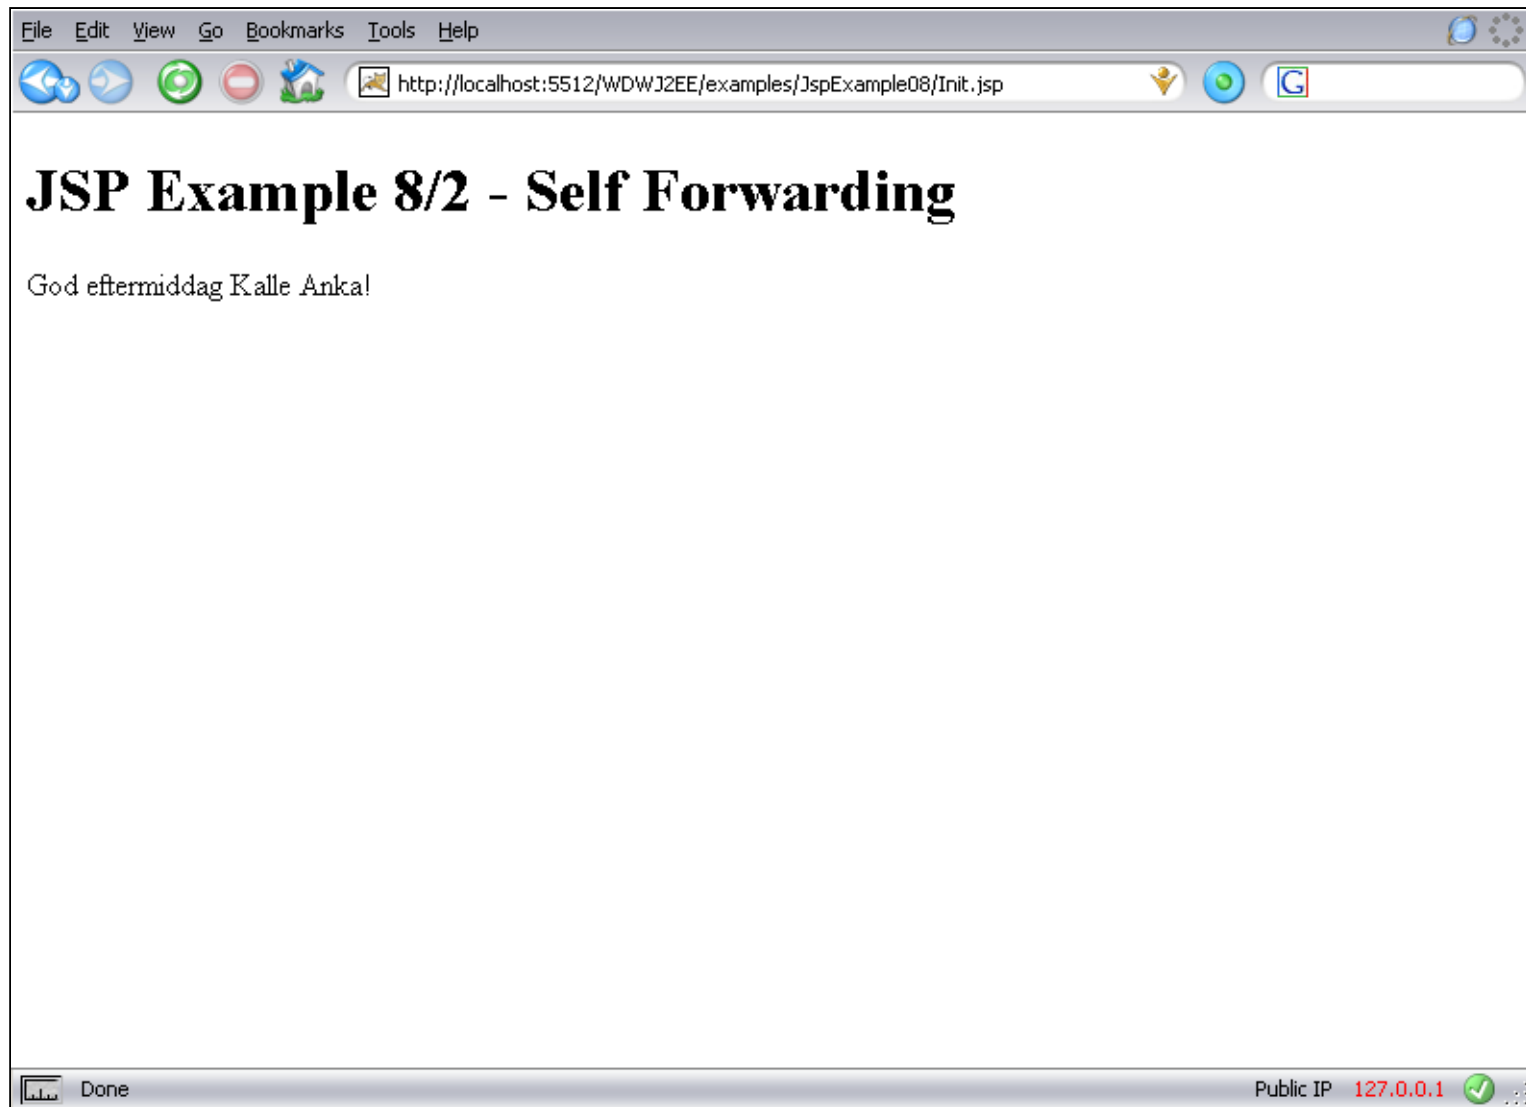 File Edit View Go Bookmarks Tools Help
http://localhost:5512/WDWJ2EE/examples/JspExample08/Init.jsp
G
JSP Example 8/2 - Self Forwarding
God eftermiddag Kalle Anka!
Done
Public IP 127.0.0.1